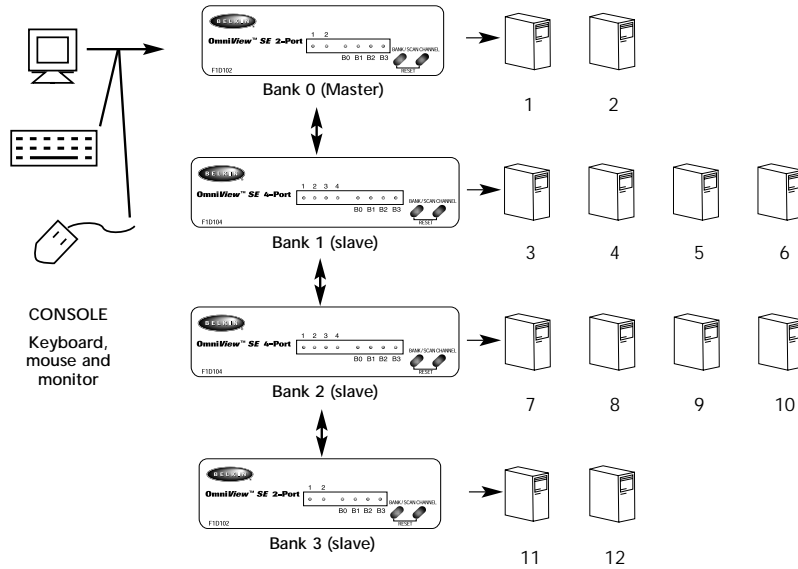 BELKIN
OmniView™ SE 2-Port
1 2
B0 B1 B2 B3
BANK / SCAN CHANNEL
RESET
F1D102
Bank 0 (Master)
1 2
BELKIN
OmniView™ SE 4-Port
1 2 3 4
B0 B1 B2 B3
BANK / SCAN CHANNEL
RESET
F1D104
Bank 1 (slave)
3 4 5 6
CONSOLE
Keyboard,
mouse and
monitor
BELKIN
OmniView™ SE 4-Port
1 2 3 4
B0 B1 B2 B3
BANK / SCAN CHANNEL
RESET
F1D104
Bank 2 (slave)
7 8 9 10
BELKIN
OmniView™ SE 2-Port
1 2
B0 B1 B2 B3
BANK / SCAN CHANNEL
RESET
F1D102
Bank 3 (slave)
11 12